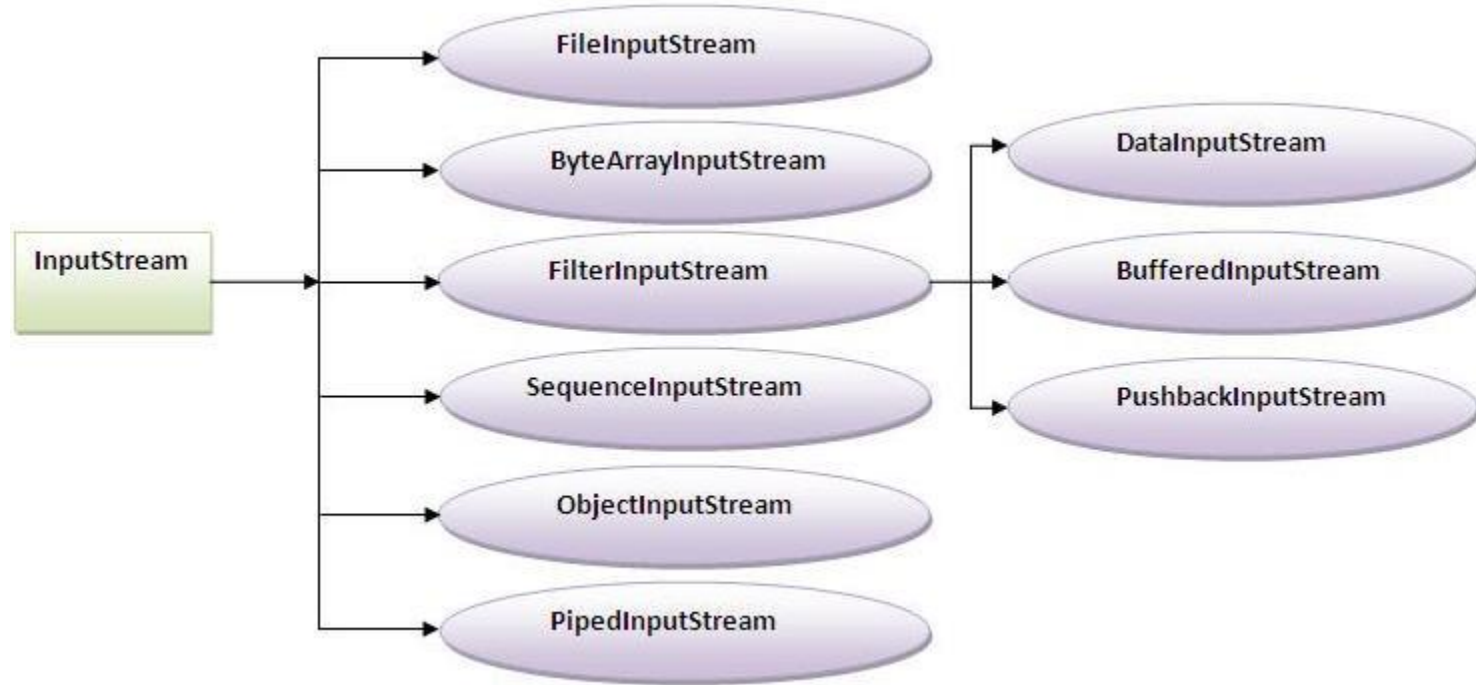 InputStream
FileInputStream
ByteArrayInputStream
FilterInputStream
SequenceInputStream
ObjectInputStream
PipedInputStream
DataInputStream
BufferedInputStream
PushbackInputStream